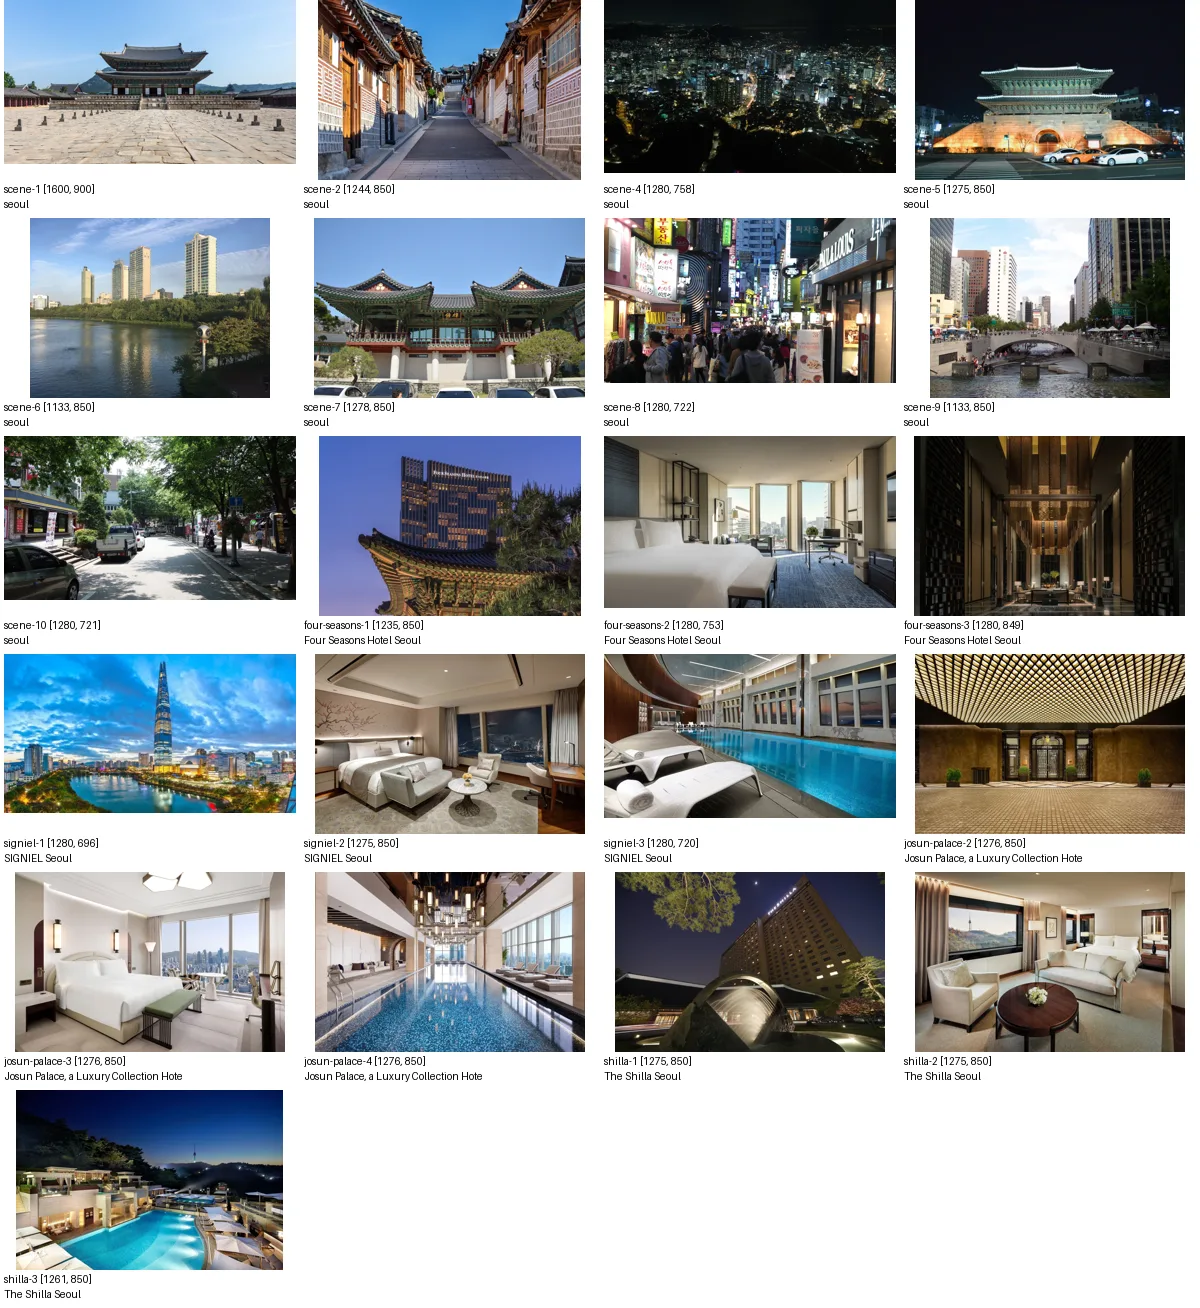 scene-1 [1600, 900]
seoul
scene-2 [1244, 850]
seoul
scene-4 [1280, 758]
seoul
scene-5 [1275, 850]
seoul
scene-6 [1133, 850]
seoul
scene-7 [1278, 850]
seoul
scene-8 [1280, 722]
seoul
scene-9 [1133, 850]
seoul
scene-10 [1280, 721]
seoul
FOUR SEASONS HOTEL SEOUL
four-seasons-1 [1235, 850]
Four Seasons Hotel Seoul
four-seasons-2 [1280, 753]
Four Seasons Hotel Seoul
four-seasons-3 [1280, 849]
Four Seasons Hotel Seoul
signiel-1 [1280, 696]
SIGNIEL Seoul
signiel-2 [1275, 850]
SIGNIEL Seoul
signiel-3 [1280, 720]
SIGNIEL Seoul
josun-palace-2 [1276, 850]
Josun Palace, a Luxury Collection Hote
josun-palace-3 [1276, 850]
Josun Palace, a Luxury Collection Hote
josun-palace-4 [1276, 850]
Josun Palace, a Luxury Collection Hote
THE SHILLA
shilla-1 [1275, 850]
The Shilla Seoul
shilla-2 [1275, 850]
The Shilla Seoul
shilla-3 [1261, 850]
The Shilla Seoul